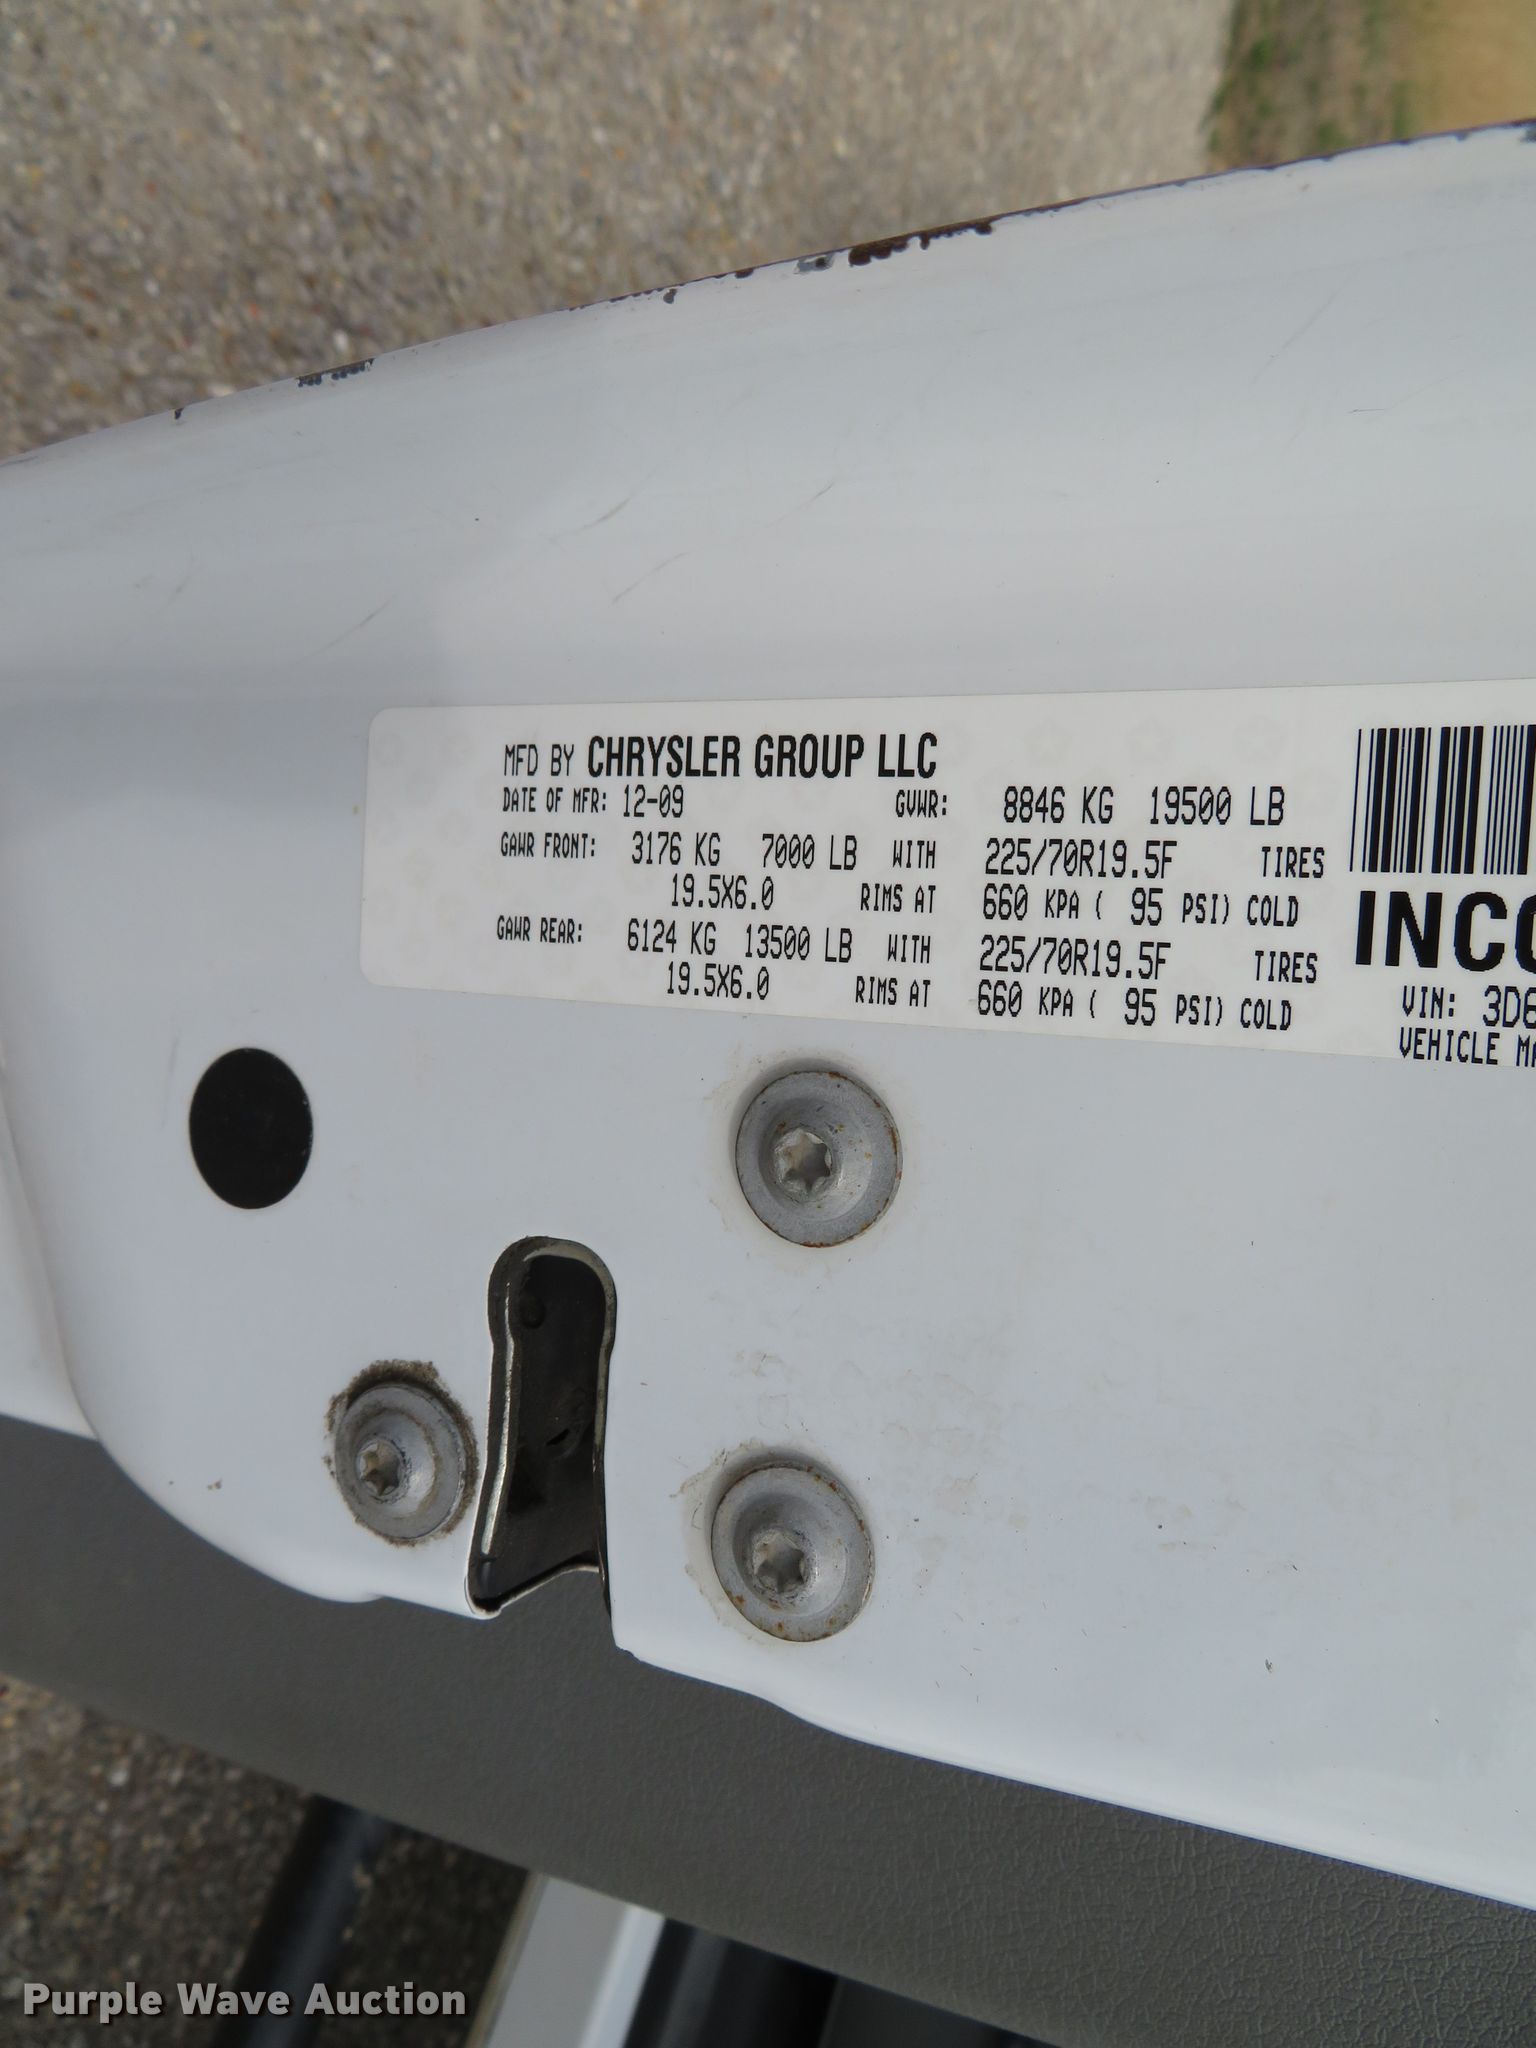 MFD BY CHRYSLER GROUP LLC
DATE OF MFR: 12-09 GVWR: 8846 KG 19500 LB
GAWR FRONT: 3176 KG 7000 LB WITH 225/70R19.5F TIRES
19.5X6.0 RIMS AT 660 KPA ( 95 PSI) COLD
GAWR REAR: 6124 KG 13500 LB WITH 225/70R19.5F TIRES
19.5X6.0 RIMS AT 660 KPA ( 95 PSI) COLD
INCO
VIN: 3D6
VEHICLE MA
Purple Wave Auction